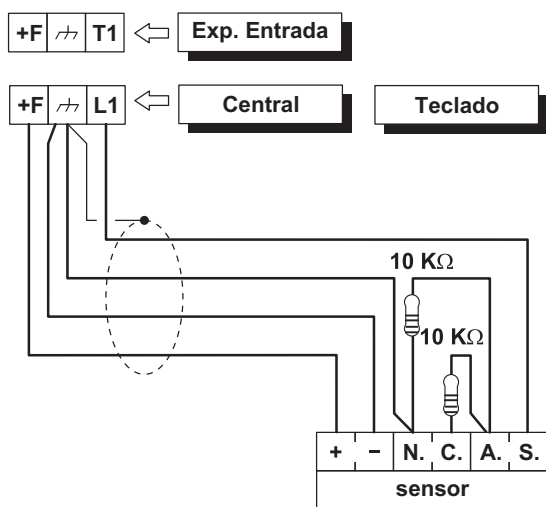 +F T1 Exp. Entrada
+F L1 Central Teclado
10 KΩ
10 KΩ
+ − N. C. A. S.
sensor